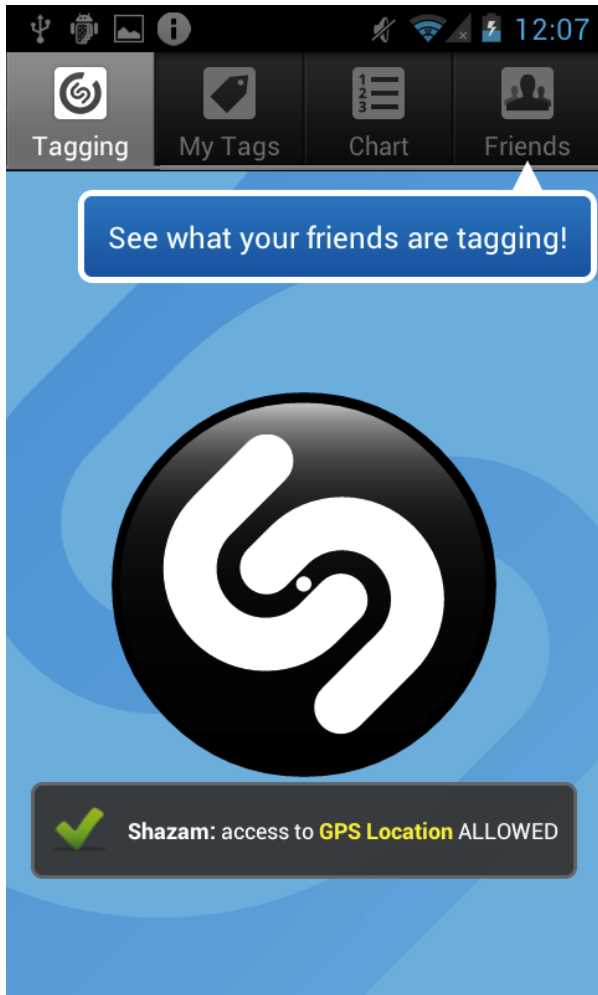 12:07
Tagging My Tags Chart Friends
See what your friends are tagging!
Shazam: access to GPS Location ALLOWED